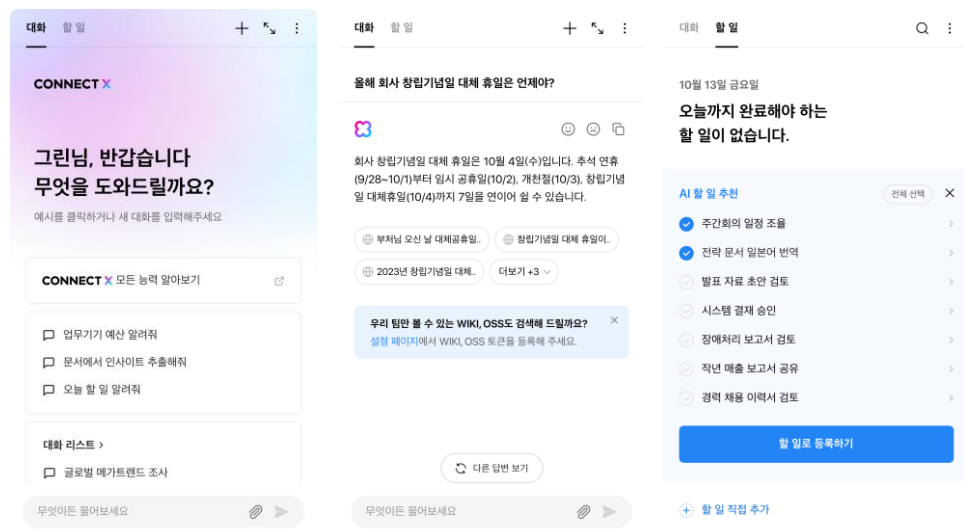 대화 할 일
CONNECT X
그린님, 반갑습니다
무엇을 도와드릴까요?
예시를 클릭하거나 새 대화를 입력해주세요
CONNECT X 모든 능력 알아보기
업무기기 예산 알려줘
문서에서 인사이트 추출해줘
오늘 할 일 알려줘
대화 리스트 >
글로벌 메가트렌드 조사
무엇이든 물어보세요
대화 할 일
올해 회사 창립기념일 대체 휴일은 언제야?
회사 창립기념일 대체 휴일은 10월 4일(수)입니다. 추석 연휴
(9/28~10/1)부터 임시 공휴일(10/2), 개천절(10/3), 창립기념
일 대체휴일(10/4)까지 7일을 연이어 쉴 수 있습니다.
부처님 오신 날 대체공휴일.. 창립기념일 대체 휴일이..
2023년 창립기념일 대체.. 더보기 +3
우리 팀만 볼 수 있는 WIKI, OSS도 검색해 드릴까요?
설정 페이지에서 WIKI, OSS 토큰을 등록해 주세요.
다른 답변 보기
무엇이든 물어보세요
대화 할 일
10월 13일 금요일
오늘까지 완료해야 하는
할 일이 없습니다.
AI 할 일 추천 전체 선택
주간회의 일정 조율
전략 문서 일본어 번역
발표 자료 초안 검토
시스템 결재 승인
장애처리 보고서 검토
작년 매출 보고서 공유
경력 채용 이력서 검토
할 일로 등록하기
할 일 직접 추가